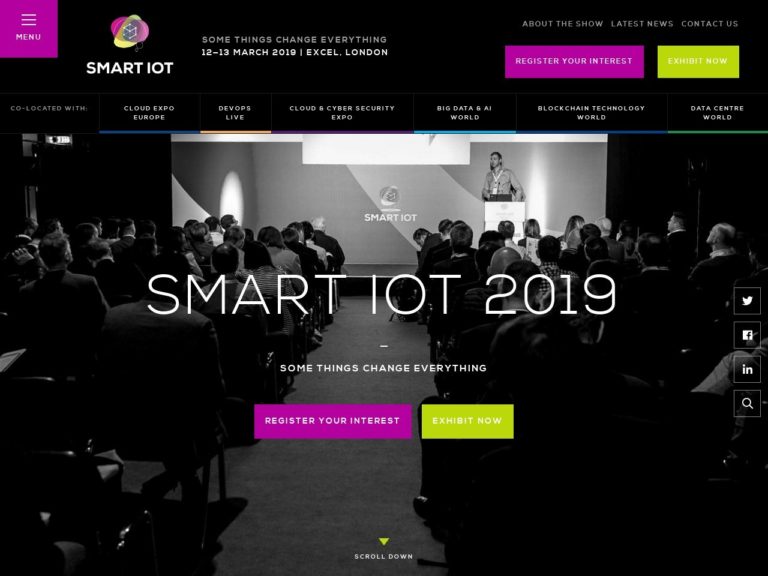 MENU
SMART IOT
SOME THINGS CHANGE EVERYTHING
12–13 MARCH 2019 | EXCEL, LONDON
ABOUT THE SHOW LATEST NEWS CONTACT US
REGISTER YOUR INTEREST
EXHIBIT NOW
CO-LOCATED WITH:
CLOUD EXPO
EUROPE
DEVOPS
LIVE
CLOUD & CYBER SECURITY
EXPO
BIG DATA & AI
WORLD
BLOCKCHAIN TECHNOLOGY
WORLD
DATA CENTRE
WORLD
SMART IOT
SMART IOT 2019
–
SOME THINGS CHANGE EVERYTHING
REGISTER YOUR INTEREST
EXHIBIT NOW
SCROLL DOWN